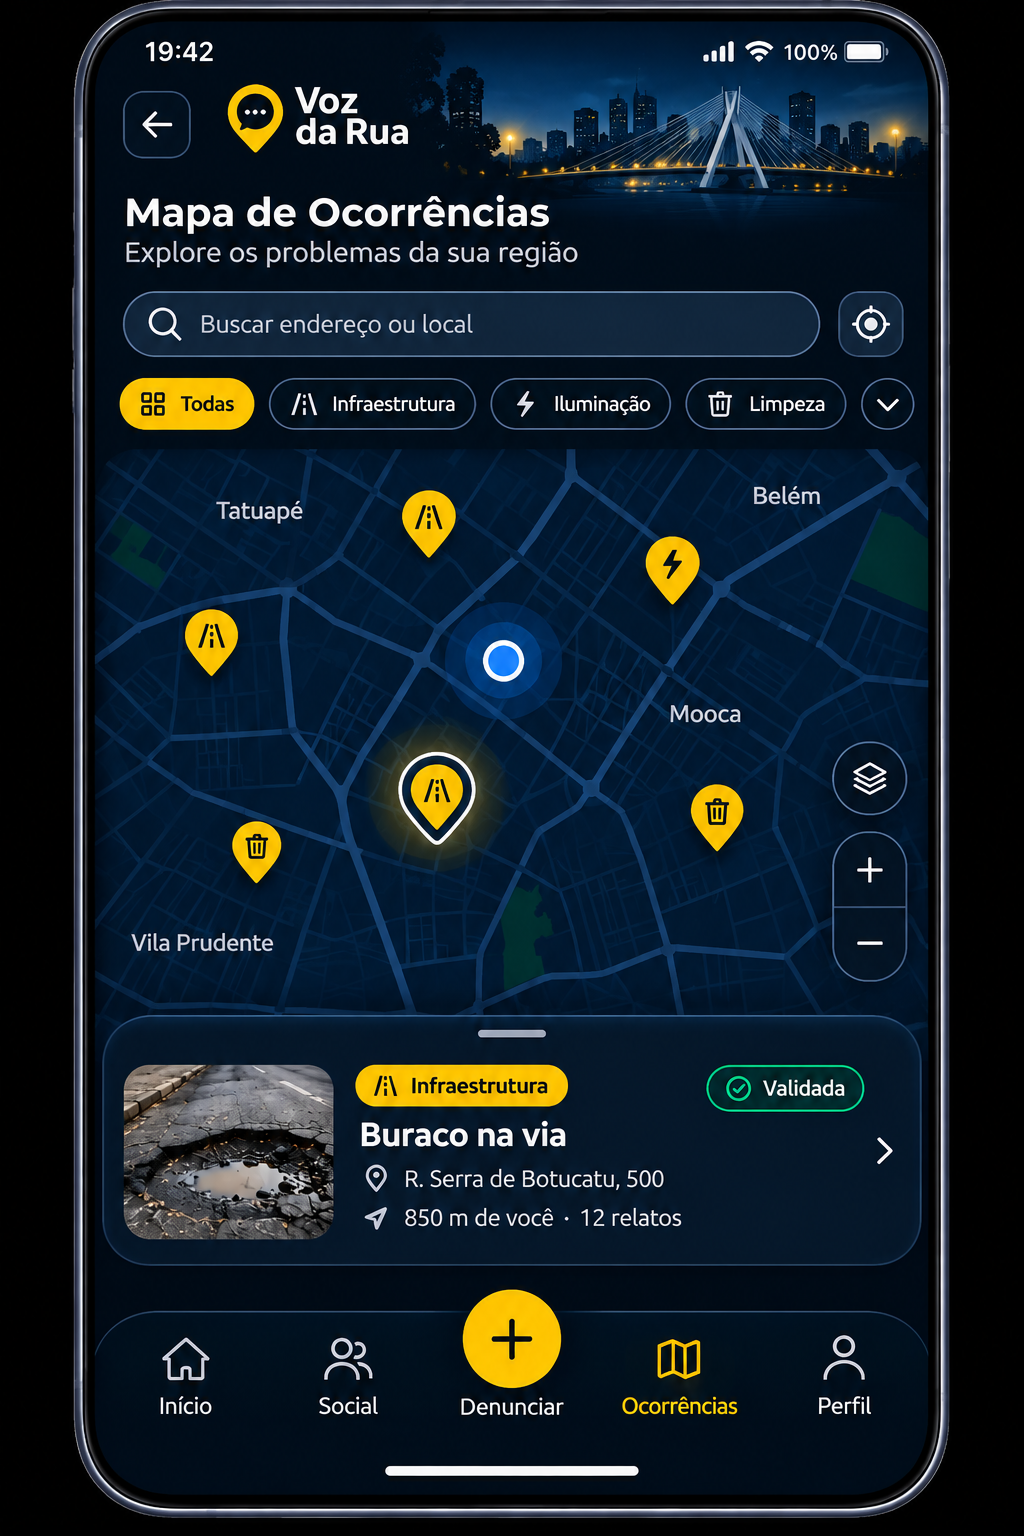 19:42
100%
Voz
da Rua
Mapa de Ocorrências
Explore os problemas da sua região
Buscar endereço ou local
Todas
Infraestrutura
Iluminação
Limpeza
Tatuapé
Belém
Mooca
Vila Prudente
Infraestrutura
Validada
Buraco na via
R. Serra de Botucatu, 500
850 m de você · 12 relatos
Início
Social
Denunciar
Ocorrências
Perfil